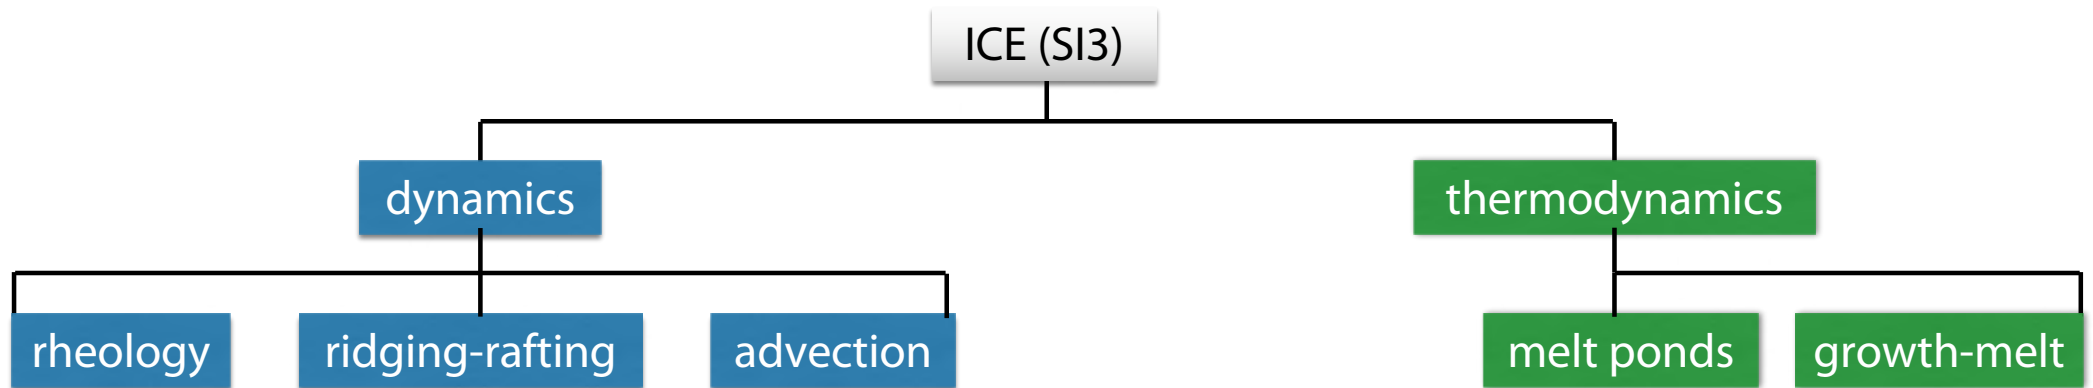 ICE (SI3)
dynamics
thermodynamics
rheology
ridging-rafting
advection
melt ponds
growth-melt